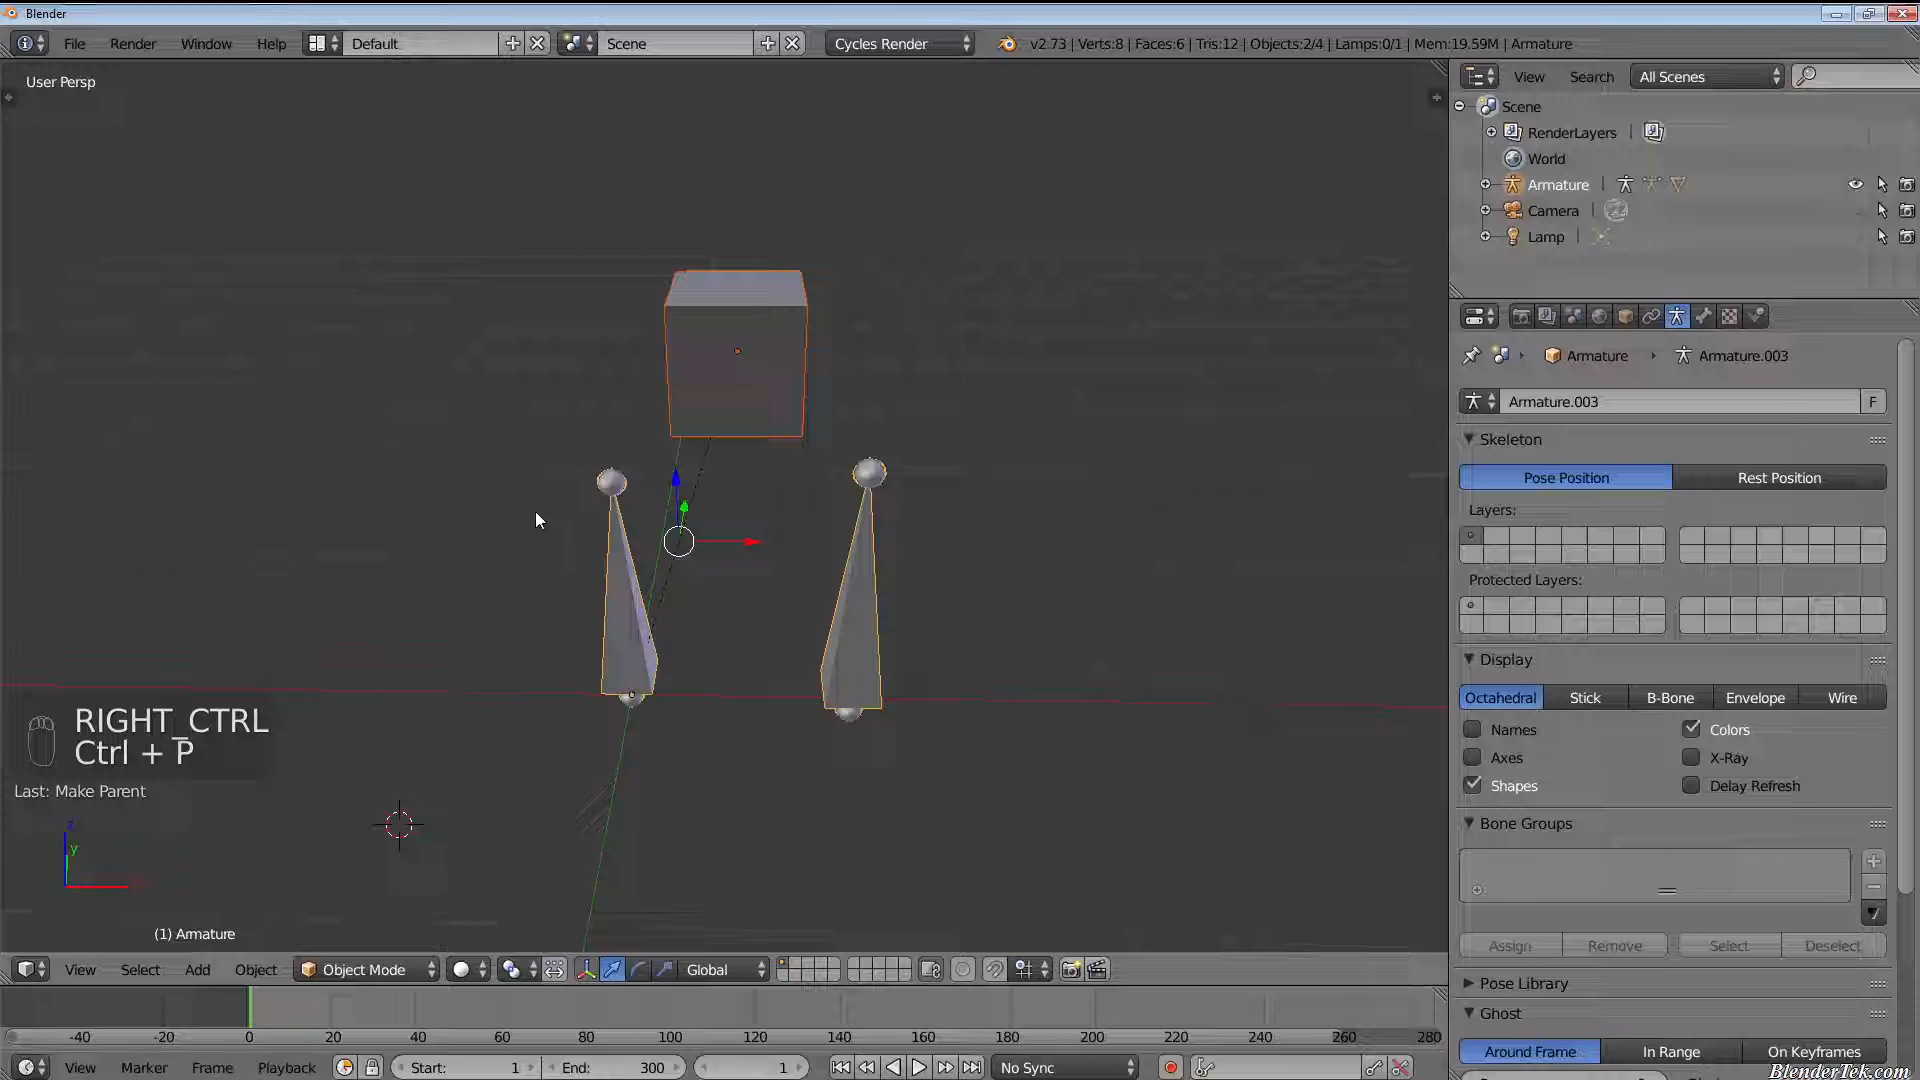 Blender
File Render Window Help Default Scene Cycles Render v2.73 | Verts:8 | Faces:6 | Tris:12 | Objects:2/4 | Lamps:0/1 | Mem:19.59M | Armature
User Persp
View Search All Scenes
Scene
RenderLayers
World
Armature
Camera
Lamp
Armature Armature.003
Armature.003 F
Skeleton
Pose Position Rest Position
Layers:
Protected Layers:
Display
Octahedral Stick B-Bone Envelope Wire
Names Colors
Axes X-Ray
Shapes Delay Refresh
Bone Groups
Assign Remove Select Deselect
Pose Library
Ghost
Around Frame In Range On Keyframes
RIGHT_CTRL
Ctrl + P
Last: Make Parent
z
y
(1) Armature
View Select Add Object Object Mode Global
-40 -20 0 20 40 60 80 100 120 140 160 180 200 220 240 260 280
View Marker Frame Playback Start: 1 End: 300 1 No Sync
BlenderTek.com